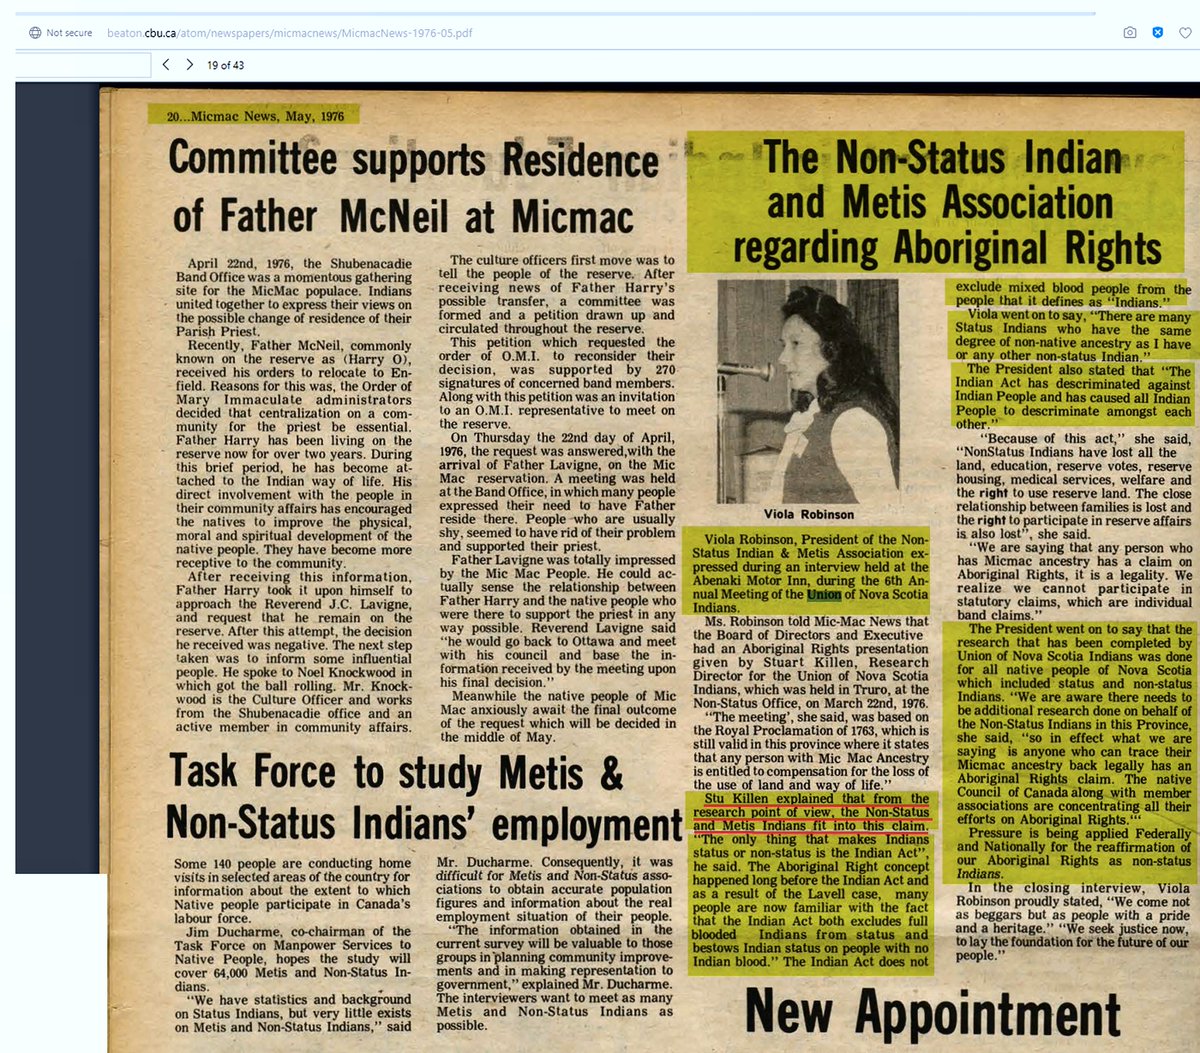 Not secure
beaton.cbu.ca/atom/newspapers/micmacnews/MicmacNews-1976-05.pdf
19 of 43
20...Micmac News, May, 1976
Committee supports Residence
of Father McNeil at Micmac
April 22nd, 1976, the Shubenacadie
Band Office was a momentous gathering
site for the MicMac populace. Indians
united together to express their views on
the possible change of residence of their
Parish Priest.
Recently, Father McNeil, commonly
known on the reserve as (Harry O),
received his orders to relocate to En-
field. Reasons for this was, the Order of
Mary Immaculate administrators
decided that centralization on a com-
munity for the priest be essential.
Father Harry has been living on the
reserve now for over two years. During
this brief period, he has become at-
tached to the Indian way of life. His
direct involvement with the people in
their community affairs has encouraged
the natives to improve the physical,
moral and spiritual development of the
native people. They have become more
receptive to the community.
After receiving this information,
Father Harry took it upon himself to
approach the Reverend J.C. Lavigne,
and request that he remain on the
reserve. After this attempt, the decision
he received was negative. The next step
taken was to inform some influential
people. He spoke to Noel Knockwood in
which got the ball rolling. Mr. Knock-
wood is the Culture Officer and works
from the Shubenacadie office and an
active member in community affairs.
The culture officers first move was to
tell the people of the reserve. After
receiving news of Father Harry's
possible transfer, a committee was
formed and a petition drawn up and
circulated throughout the reserve.
This petition which requested the
order of O.M.I. to reconsider their
decision, was supported by 270
signatures of concerned band members.
Along with this petition was an invitation
to an O.M.I. representative to meet on
the reserve.
On Thursday the 22nd day of April,
1976, the request was answered,with the
arrival of Father Lavigne, on the Mic
Mac reservation. A meeting was held
at the Band Office, in which many people
expressed their need to have Father
reside there. People who are usually
shy, seemed to have rid of their problem
and supported their priest.
Father Lavigne was totally impressed
by the Mic Mac People. He could ac-
tually sense the relationship between
Father Harry and the native people who
were there to support the priest in any
way possible. Reverend Lavigne said
"he would go back to Ottawa and meet
with his council and base the in-
formation received by the meeting upon
his final decision."
Meanwhile the native people of Mic
Mac anxiously await the final outcome
of the request which will be decided in
the middle of May.
Task Force to study Metis &
Non-Status Indians' employment
Some 140 people are conducting home
visits in selected areas of the country for
information about the extent to which
Native people participate in Canada's
labour force.
Jim Ducharme, co-chairman of the
Task Force on Manpower Services to
Native People, hopes the study will
cover 64,000 Metis and Non-Status In-
dians.
"We have statistics and background
on Status Indians, but very little exists
on Metis and Non-Status Indians," said
Mr. Ducharme. Consequently, it was
difficult for Metis and Non-Status asso-
ciations to obtain accurate population
figures and information about the real
employment situation of their people.
"The information obtained in the
current survey will be valuable to those
groups in planning community improve-
ments and in making representation to
government," explained Mr. Ducharme.
The interviewers want to meet as many
Metis and Non-Status Indians as
possible.
The Non-Status Indian
and Metis Association
regarding Aboriginal Rights
Viola Robinson
Viola Robinson, President of the Non-
Status Indian & Metis Association ex-
pressed during an interview held at the
Abenaki Motor Inn, during the 6th An-
nual Meeting of the Union of Nova Scotia
Indians.
Ms. Robinson told Mic-Mac News that
the Board of Directors and Executive
had an Aboriginal Rights presentation
given by Stuart Killen, Research
Director for the Union of Nova Scotia
Indians, which was held in Truro, at the
Non-Status Office, on March 22nd, 1976.
"The meeting', she said, was based on
the Royal Proclamation of 1763, which is
still valid in this province where it states
that any person with Mic Mac Ancestry
is entitled to compensation for the loss of
the use of land and way of life."
Stu Killen explained that from the
research point of view, the Non-Status
and Metis Indians fit into this claim.
"The only thing that makes Indians
status or non-status is the Indian Act",
he said. The Aboriginal Right concept
happened long before the Indian Act and
as a result of the Lavell case, many
people are now familiar with the fact
that the Indian Act both excludes full
blooded Indians from status and
bestows Indian status on people with no
Indian blood." The Indian Act does not
exclude mixed blood people from the
people that it defines as "Indians."
Viola went on to say, "There are many
Status Indians who have the same
degree of non-native ancestry as I have
or any other non-status Indian."
The President also stated that "The
Indian Act has descriminated against
Indian People and has caused all Indian
People to descriminate amongst each
other."
"Because of this act," she said,
"NonStatus Indians have lost all the
land, education, reserve votes, reserve
housing, medical services, welfare and
the right to use reserve land. The close
relationship between families is lost and
the right to participate in reserve affairs
is also lost", she said.
"We are saying that any person who
has Micmac ancestry has a claim on
Aboriginal Rights, it is a legality. We
realize we cannot participate in
statutory claims, which are individual
band claims."
The President went on to say that the
research that has been completed by
Union of Nova Scotia Indians was done
for all native people of Nova Scotia
which included status and non-status
Indians. "We are aware there needs to
be additional research done on behalf of
the Non-Status Indians in this Province,
she said, "so in effect what we are
saying is anyone who can trace their
Micmac ancestry back legally has an
Aboriginal Rights claim. The native
Council of Canada along with member
associations are concentrating all their
efforts on Aboriginal Rights.'"
Pressure is being applied Federally
and Nationally for the reaffirmation of
our Aboriginal Rights as non-status
Indians.
In the closing interview, Viola
Robinson proudly stated, "We come not
as beggars but as people with a pride
and a heritage." "We seek justice now,
to lay the foundation for the future of our
people."
New Appointment